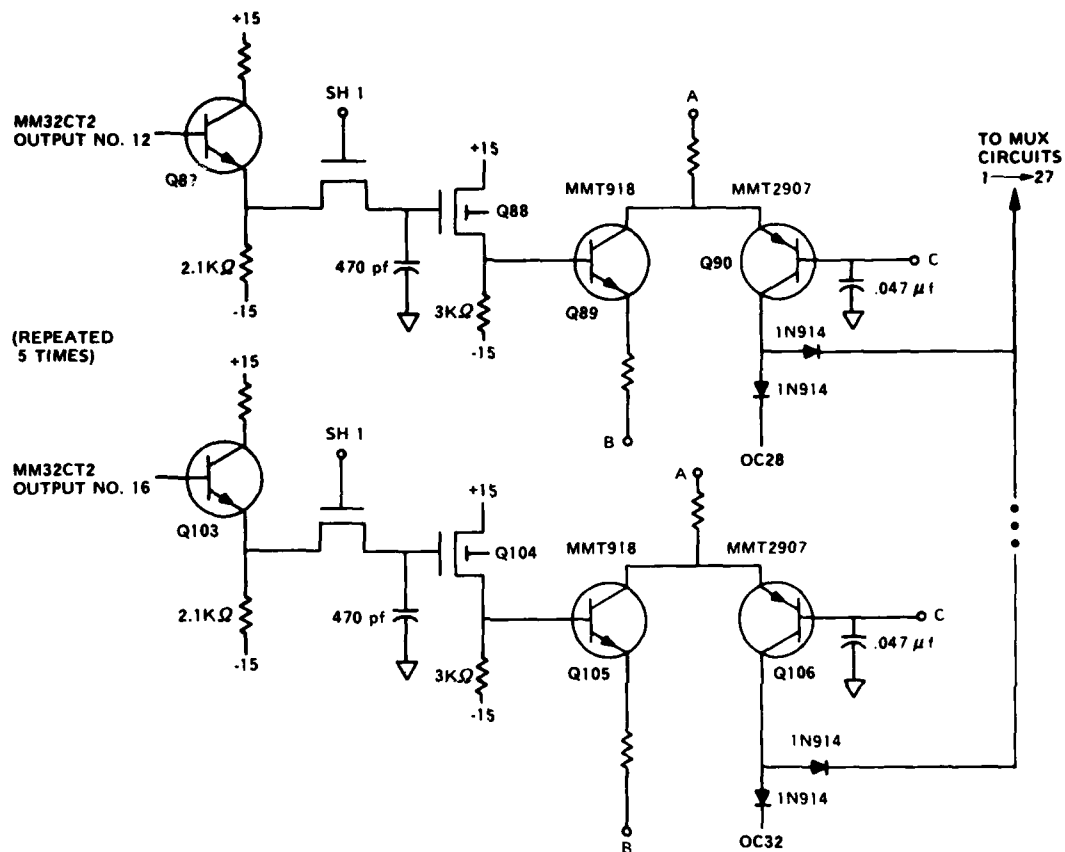 +15
MM32CT2
OUTPUT NO. 12
Q8?
2.1KΩ
-15
SH 1
470 pf
+15
Q88
3KΩ
-15
MMT918
Q89
A
B
MMT2907
Q90
C
.047 μf
1N914
1N914
OC28
TO MUX
CIRCUITS
1→27
(REPEATED
5 TIMES)
+15
MM32CT2
OUTPUT NO. 16
Q103
2.1KΩ
-15
SH 1
470 pf
+15
Q104
3KΩ
-15
MMT918
Q105
A
B
MMT2907
Q106
C
.047 μf
1N914
1N914
OC32